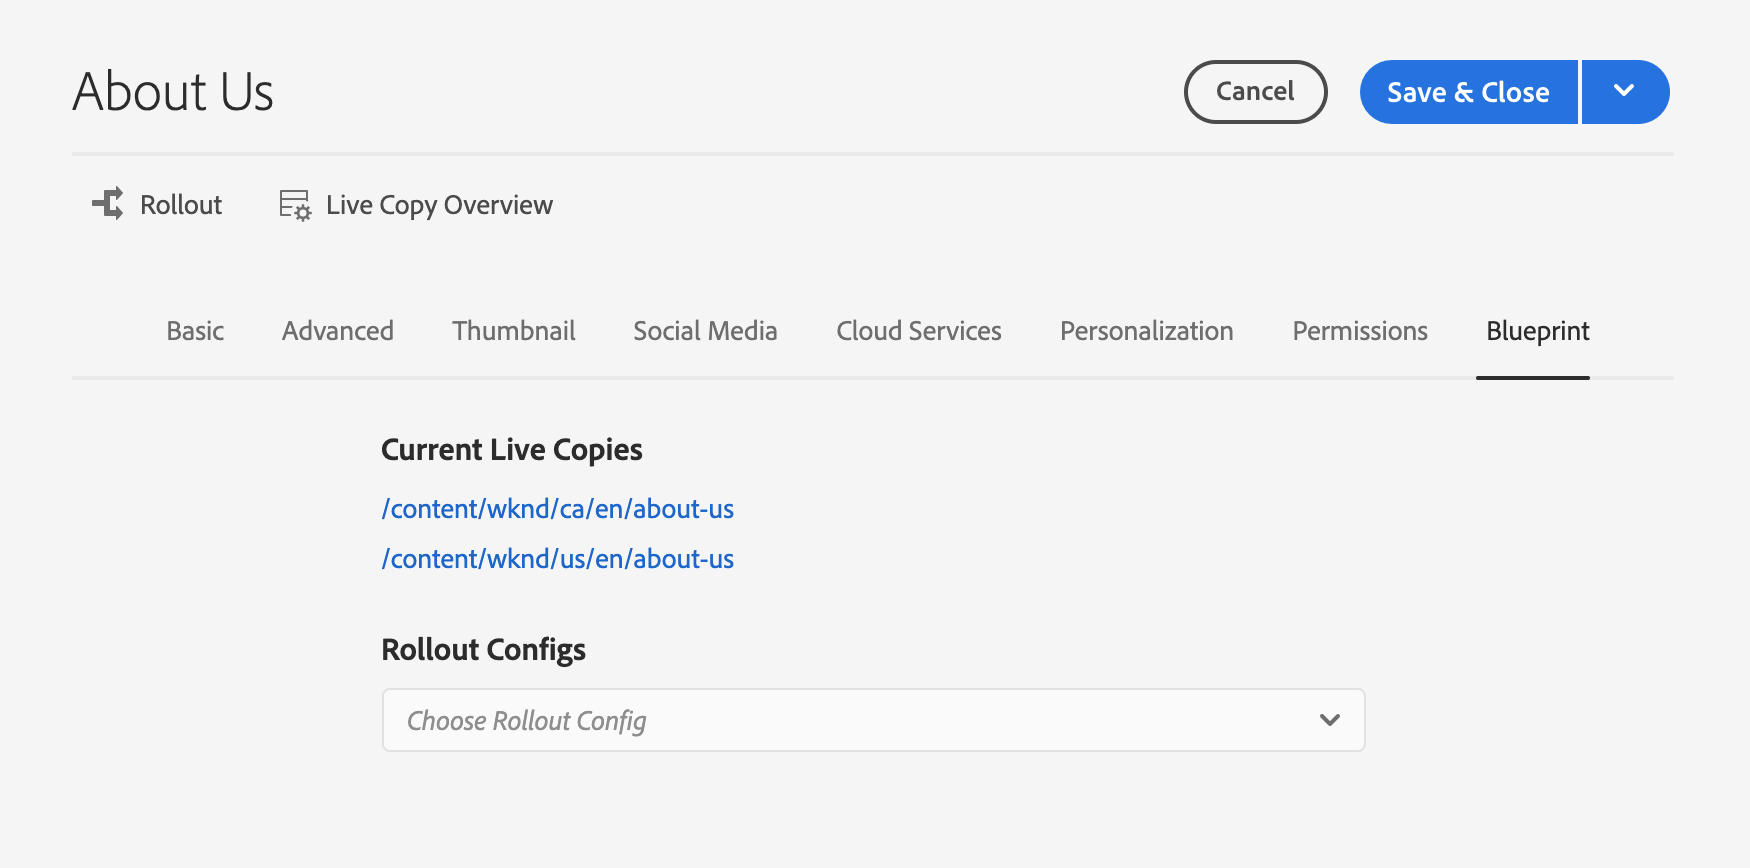 About Us
Cancel
Save & Close
Rollout
Live Copy Overview
Basic
Advanced
Thumbnail
Social Media
Cloud Services
Personalization
Permissions
Blueprint
Current Live Copies
/content/wknd/ca/en/about-us
/content/wknd/us/en/about-us
Rollout Configs
Choose Rollout Config